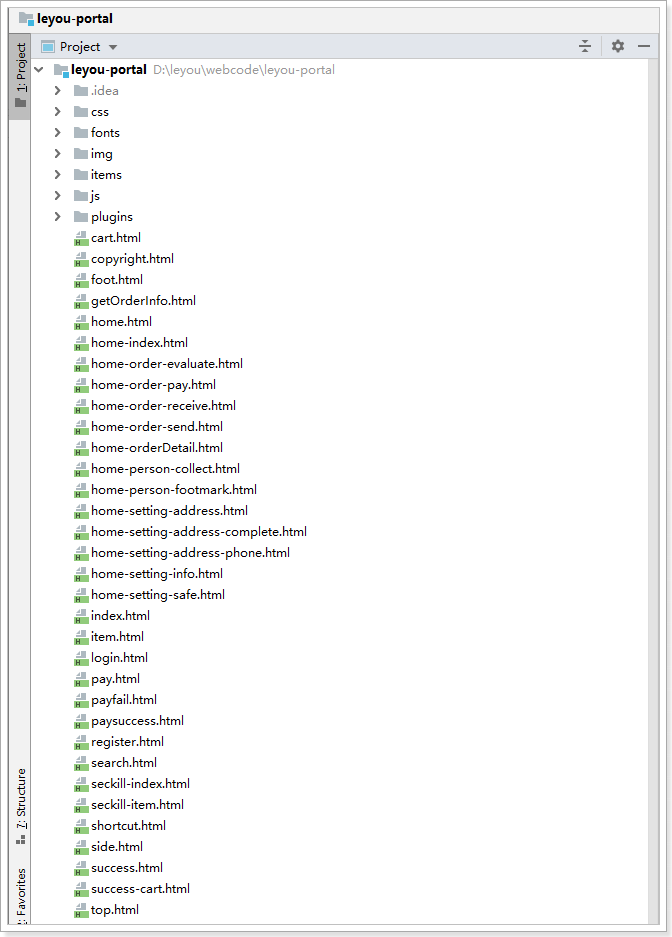 leyou-portal
1: Project
Project
leyou-portal D:\leyou\webcode\leyou-portal
.idea
css
fonts
img
items
js
plugins
cart.html
copyright.html
foot.html
getOrderInfo.html
home.html
home-index.html
home-order-evaluate.html
home-order-pay.html
home-order-receive.html
home-order-send.html
home-orderDetail.html
home-person-collect.html
home-person-footmark.html
home-setting-address.html
home-setting-address-complete.html
home-setting-address-phone.html
home-setting-info.html
home-setting-safe.html
index.html
item.html
login.html
pay.html
payfail.html
paysuccess.html
register.html
search.html
seckill-index.html
seckill-item.html
shortcut.html
side.html
success.html
success-cart.html
top.html
7: Structure
Favorites